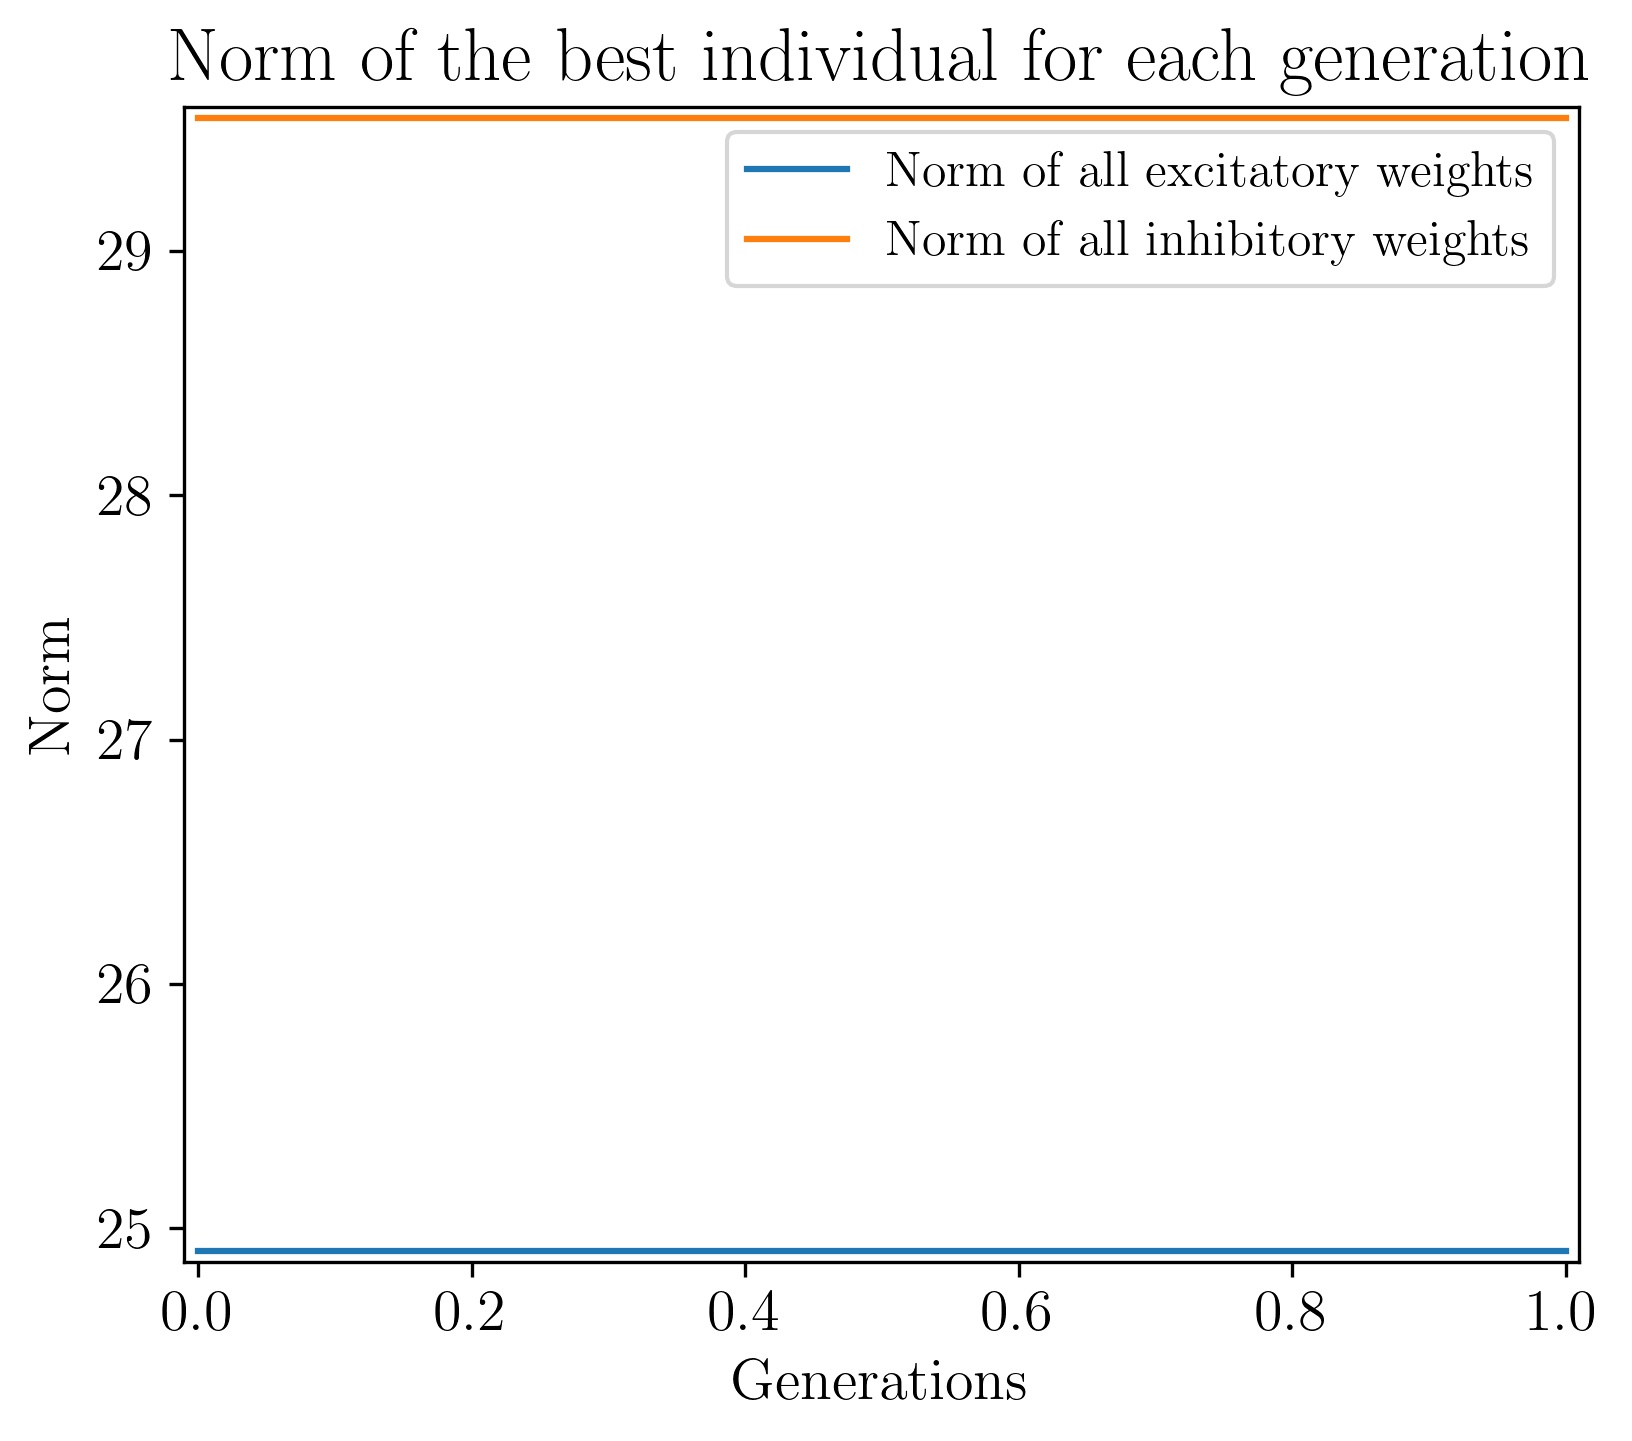 Norm of the best individual for each generation
Norm of all excitatory weights
Norm of all inhibitory weights
29
28
27
26
25
Norm
0.0 0.2 0.4 0.6 0.8 1.0
Generations